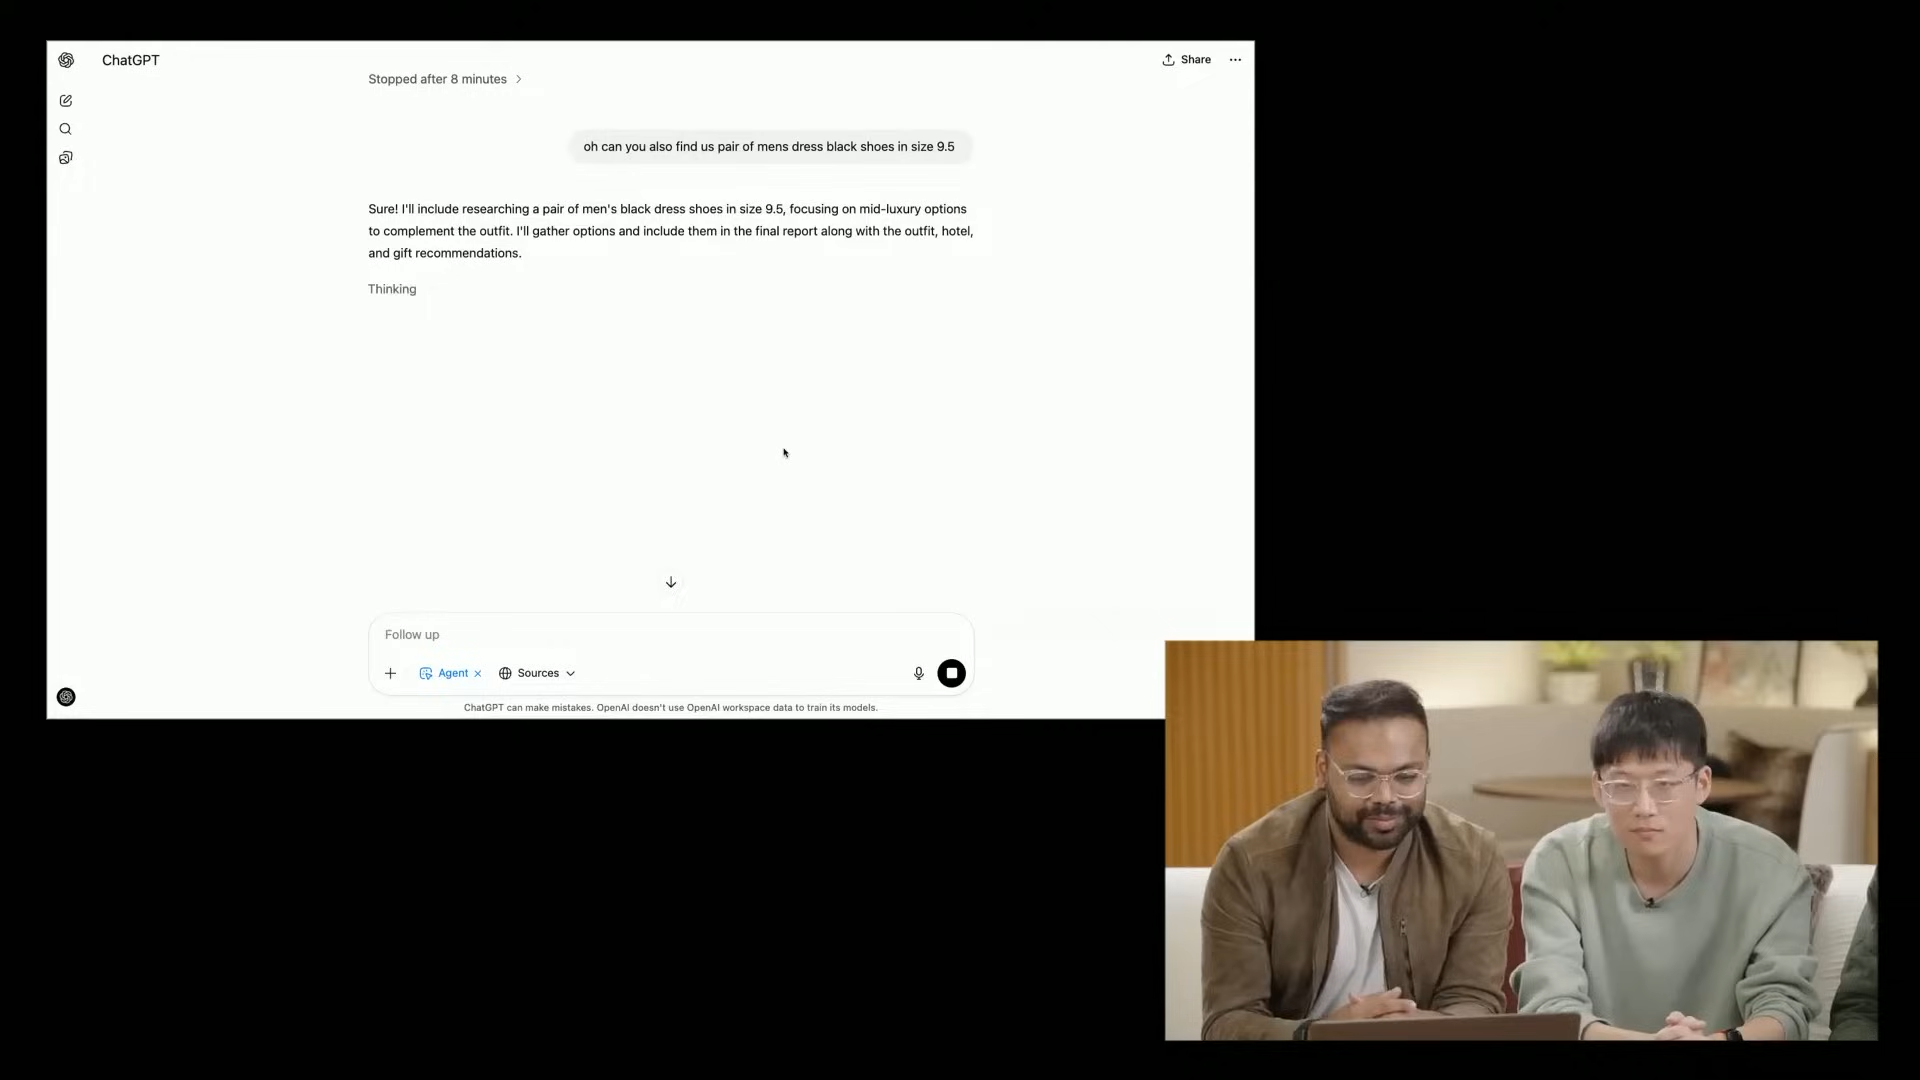 ChatGPT
Share
Stopped after 8 minutes
oh can you also find us pair of mens dress black shoes in size 9.5
Sure! I'll include researching a pair of men's black dress shoes in size 9.5, focusing on mid-luxury options
to complement the outfit. I'll gather options and include them in the final report along with the outfit, hotel,
and gift recommendations.
Thinking
Follow up
Agent
Sources
ChatGPT can make mistakes. OpenAI doesn't use OpenAI workspace data to train its models.